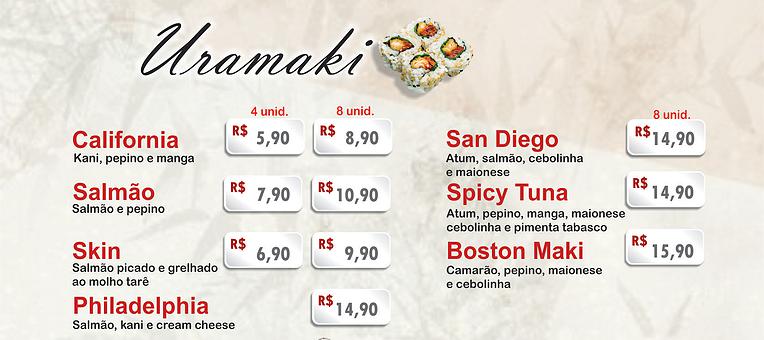 Uramaki
4 unid. 8 unid.
California R$ 5,90 R$ 8,90
Kani, pepino e manga
Salmão R$ 7,90 R$ 10,90
Salmão e pepino
Skin R$ 6,90 R$ 9,90
Salmão picado e grelhado
ao molho tarê
Philadelphia R$ 14,90
Salmão, kani e cream cheese
8 unid.
San Diego R$ 14,90
Atum, salmão, cebolinha
e maionese
Spicy Tuna R$ 14,90
Atum, pepino, manga, maionese
cebolinha e pimenta tabasco
Boston Maki R$ 15,90
Camarão, pepino, maionese
e cebolinha